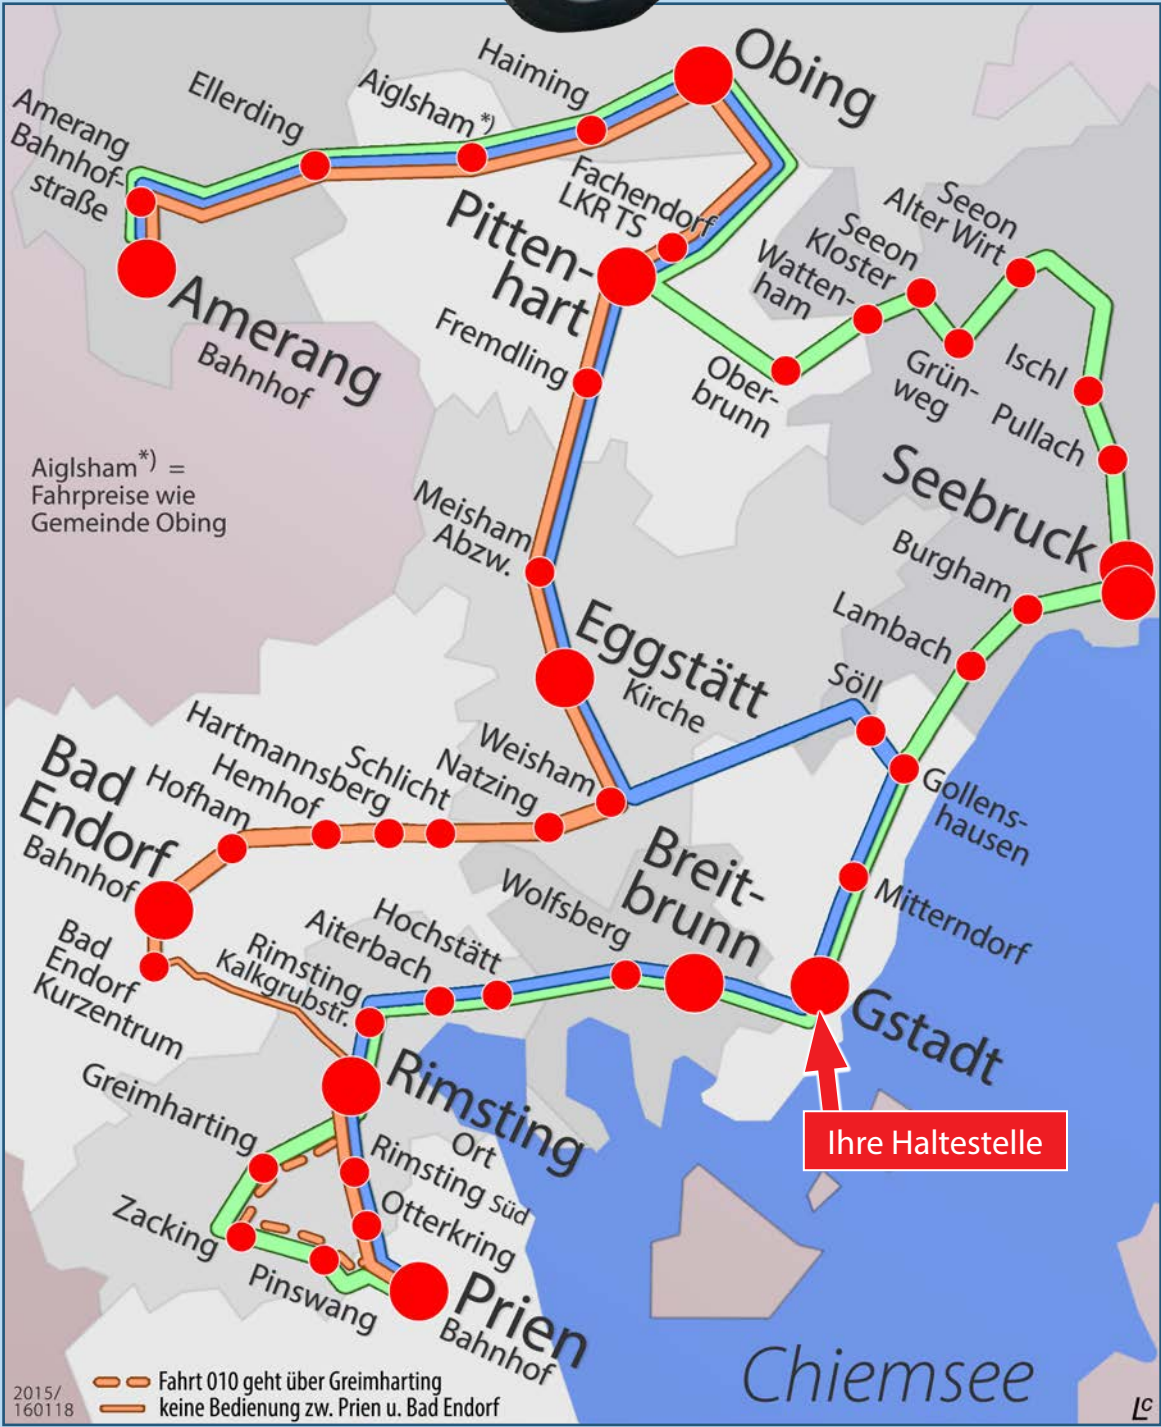 Obing
Haiming
Aiglsham *)
Ellerding
Amerang
Bahnhof-
straße
Amerang
Bahnhof
Fachendorf
LKR TS
Pitten-
hart
Fremdling
Ober-
brunn
Watten-
ham
Seeon
Kloster
Seeon
Alter Wirt
Grün-
weg
Ischl
Pullach
Seebruck
Burgham
Lambach
Söll
Gollens-
hausen
Mitterndorf
Gstadt
Ihre Haltestelle
Aiglsham*) =
Fahrpreise wie
Gemeinde Obing
Meisham
Abzw.
Eggstätt
Kirche
Weisham
Natzing
Schlicht
Hartmannsberg
Hemhof
Hofham
Bad
Endorf
Bahnhof
Bad
Endorf
Kurzentrum
Breit-
brunn
Wolfsberg
Hochstätt
Aiterbach
Rimsting
Kalkgrubstr.
Rimsting
Ort
Rimsting Süd
Otterkring
Greimharting
Zacking
Pinswang
Prien
Bahnhof
Chiemsee
Fahrt 010 geht über Greimharting
keine Bedienung zw. Prien u. Bad Endorf
2015/
160118
LC